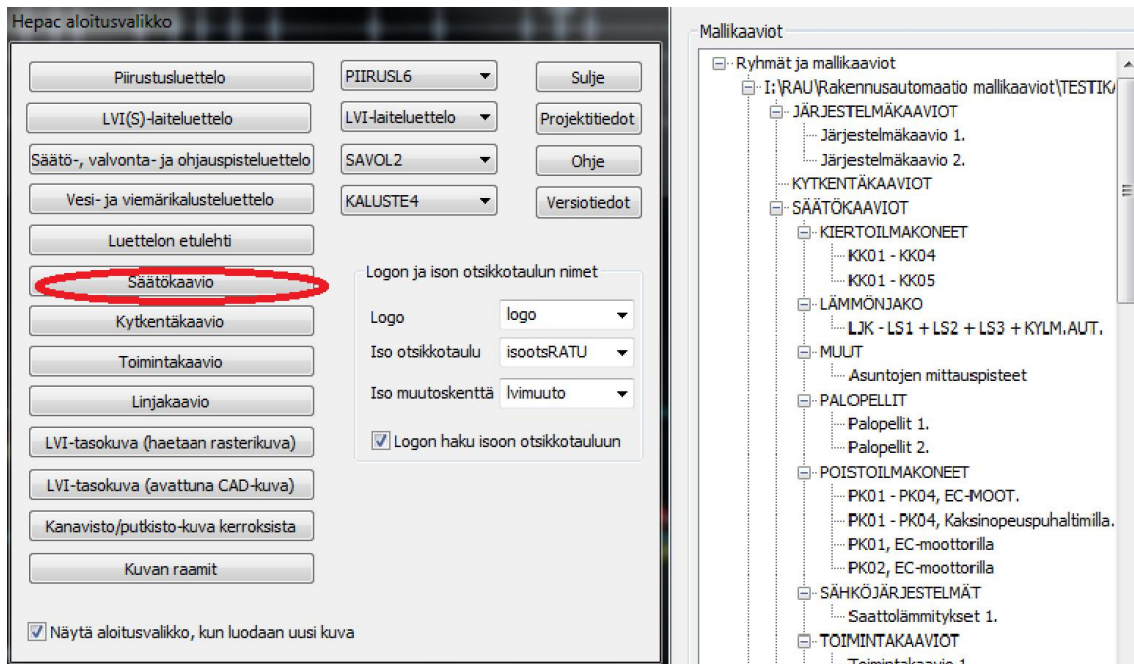 Hepac aloitusvalikko
Piirustusluettelo
PIIRUSL6
Sulje
LVI(S)-laiteluettelo
LVI-laiteluettelo
Projektitiedot
Säätö-, valvonta- ja ohjauspisteluettelo
SAVOL2
Ohje
Vesi- ja viemärikalusteluettelo
KALUSTE4
Versiotiedot
Luettelon etulehti
Säätökaavio
Kytkentäkaavio
Toimintakaavio
Linjakaavio
LVI-tasokuva (haetaan rasterikuva)
LVI-tasokuva (avattuna CAD-kuva)
Kanavisto/putkisto-kuva kerroksista
Kuvan raamit
Logon ja ison otsikkotaulun nimet
Logo
logo
Iso otsikkotaulu
isootsRATU
Iso muutoskenttä
lvimuuto
Logon haku isoon otsikkotauluun
Näytä aloitusvalikko, kun luodaan uusi kuva
Mallikaaviot
Ryhmät ja mallikaaviot
I:\RAU\Rakennusautomaatio mallikaaviot\TESTIKA
JÄRJESTELMÄKAAVIOT
Järjestelmäkaavio 1.
Järjestelmäkaavio 2.
KYTKENTÄKAAVIOT
SÄÄTÖKAAVIOT
KIERTOILMAKONEET
KK01 - KK04
KK01 - KK05
LÄMMÖNJAKO
LJK - LS1 + LS2 + LS3 + KYLM.AUT.
MUUT
Asuntojen mittauspisteet
PALOPELLIT
Palopellit 1.
Palopellit 2.
POISTOILMAKONEET
PK01 - PK04, EC-MOOT.
PK01 - PK04, Kaksinopeuspuhaltimilla.
PK01, EC-moottorilla
PK02, EC-moottorilla
SÄHKÖJÄRJESTELMÄT
Saattolämmitykset 1.
TOIMINTAKAAVIOT
Toimintakaavio 1